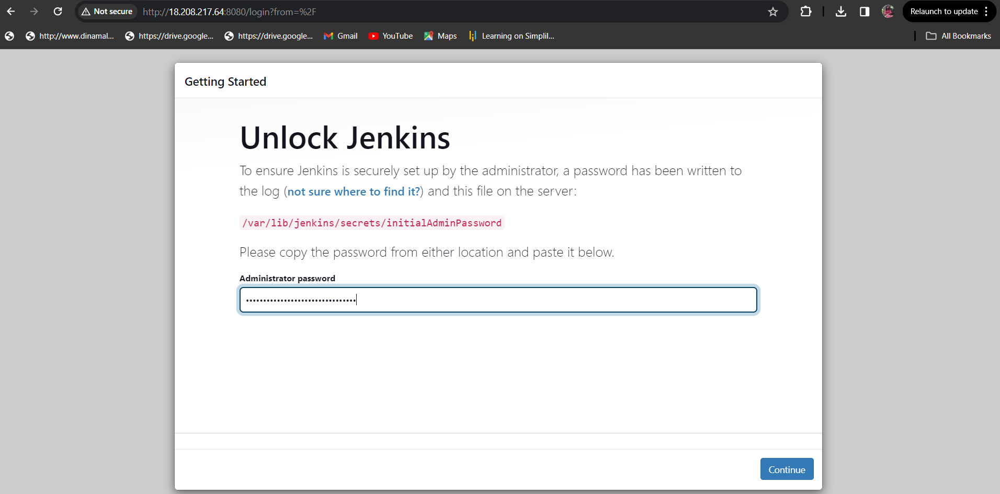 Not secure http://18.208.217.64:8080/login?from=%2F Relaunch to update
http://www.dinamal... https://drive.google... https://drive.google... Gmail YouTube Maps Learning on Simplil... All Bookmarks
Getting Started
Unlock Jenkins
To ensure Jenkins is securely set up by the administrator, a password has been written to
the log (not sure where to find it?) and this file on the server:
/var/lib/jenkins/secrets/initialAdminPassword
Please copy the password from either location and paste it below.
Administrator password
••••••••••••••••••••••••••••••••
Continue